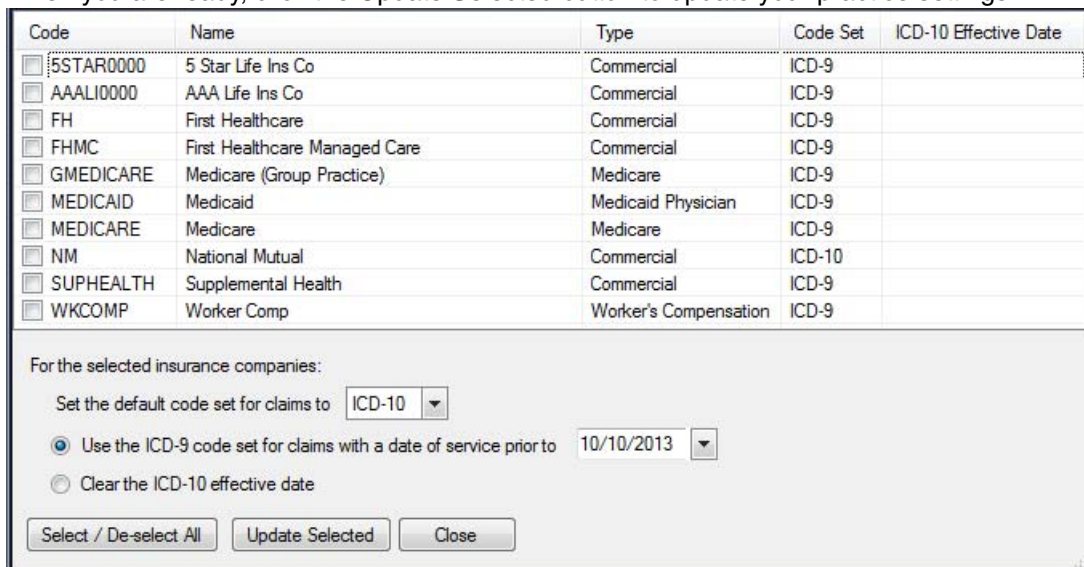 Code Name Type Code Set ICD-10 Effective Date
5STAR0000 5 Star Life Ins Co Commercial ICD-9
AAALI0000 AAA Life Ins Co Commercial ICD-9
FH First Healthcare Commercial ICD-9
FHMC First Healthcare Managed Care Commercial ICD-9
GMEDICARE Medicare (Group Practice) Medicare ICD-9
MEDICAID Medicaid Medicaid Physician ICD-9
MEDICARE Medicare Medicare ICD-9
NM National Mutual Commercial ICD-10
SUPHEALTH Supplemental Health Commercial ICD-9
WKCOMP Worker Comp Worker's Compensation ICD-9
For the selected insurance companies:
Set the default code set for claims to ICD-10
Use the ICD-9 code set for claims with a date of service prior to 10/10/2013
Clear the ICD-10 effective date
Select / De-select All Update Selected Close